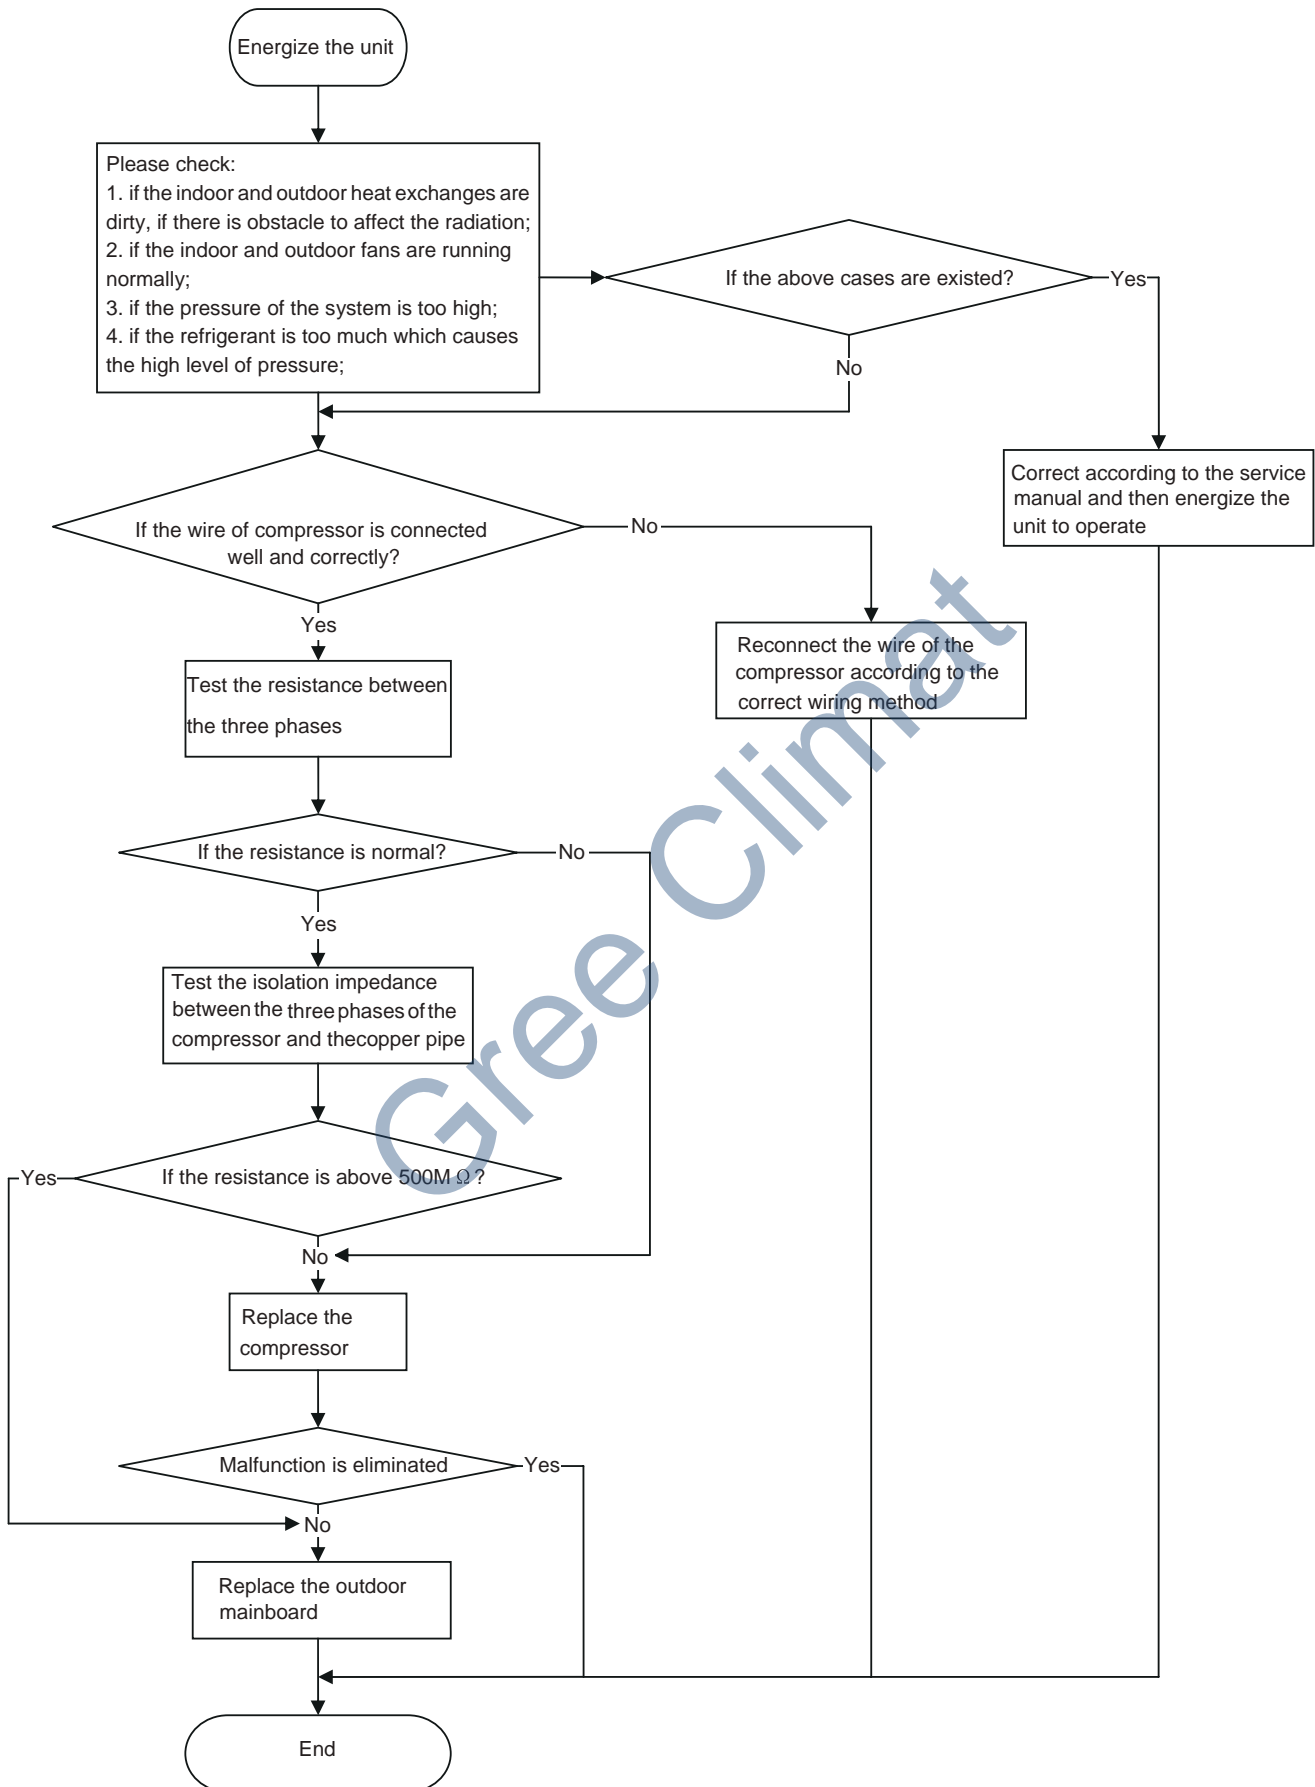 Energize the unit
Please check:
1. if the indoor and outdoor heat exchanges are
dirty, if there is obstacle to affect the radiation;
2. if the indoor and outdoor fans are running
normally;
3. if the pressure of the system is too high;
4. if the refrigerant is too much which causes
the high level of pressure;
If the above cases are existed?
Yes
No
Correct according to the service
manual and then energize the
unit to operate
If the wire of compressor is connected
well and correctly?
No
Yes
Reconnect the wire of the
compressor according to the
correct wiring method
Test the resistance between
the three phases
If the resistance is normal?
No
Yes
Test the isolation impedance
between the three phases of the
compressor and thecopper pipe
If the resistance is above 500M Ω ?
Yes
No
Replace the
compressor
Malfunction is eliminated
Yes
No
Replace the outdoor
mainboard
End
Gree Climat